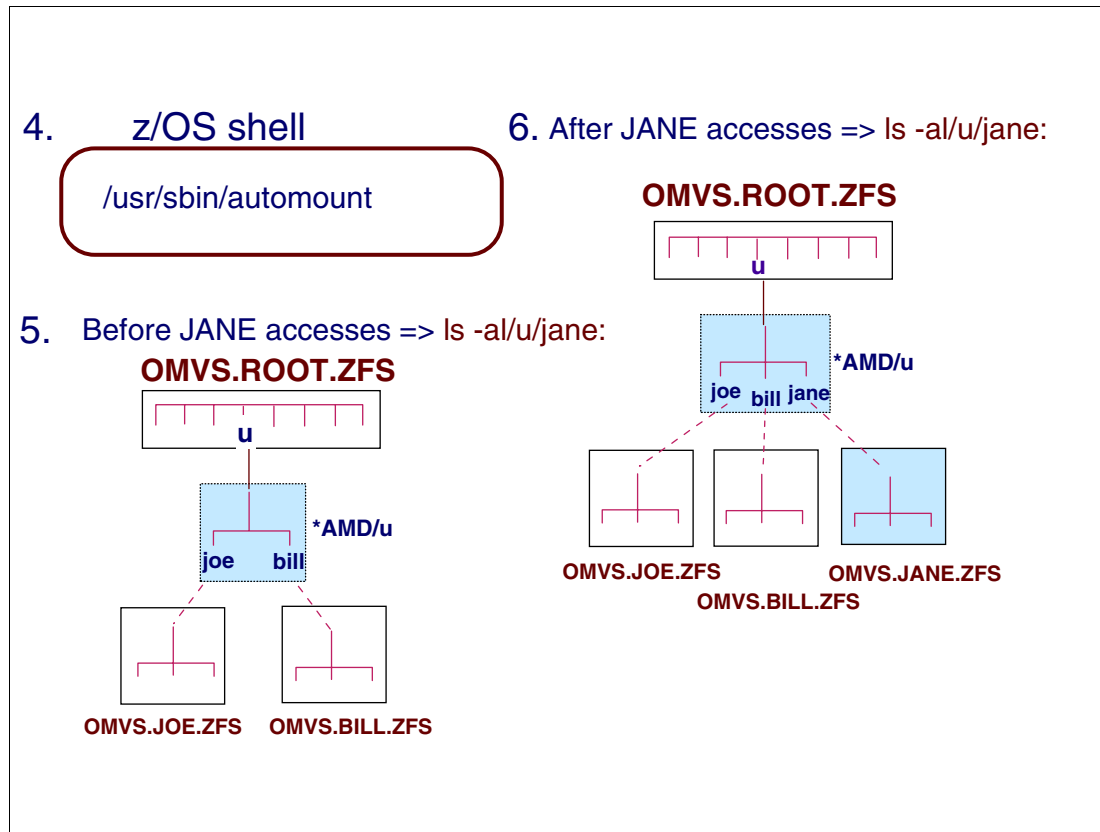 4. z/OS shell
/usr/sbin/automount
5. Before JANE accesses => ls -al/u/jane:
OMVS.ROOT.ZFS
u
*AMD/u
joe bill
OMVS.JOE.ZFS OMVS.BILL.ZFS
6. After JANE accesses => ls -al/u/jane:
OMVS.ROOT.ZFS
u
*AMD/u
joe bill jane
OMVS.JOE.ZFS OMVS.JANE.ZFS
OMVS.BILL.ZFS